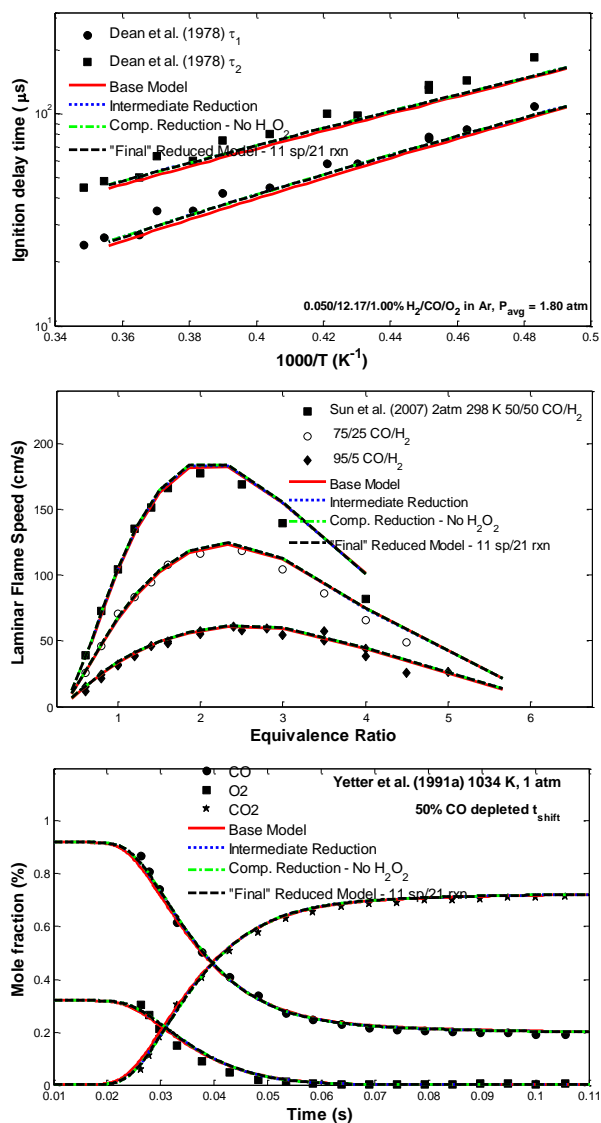 Dean et al. (1978) τ1
Dean et al. (1978) τ2
Base Model
Intermediate Reduction
Comp. Reduction - No H2O2
"Final" Reduced Model - 11 sp/21 rxn
Ignition delay time (μs)
10^2
10^1
0.050/12.17/1.00% H2/CO/O2 in Ar, Pavg = 1.80 atm
0.34 0.36 0.38 0.4 0.42 0.44 0.46 0.48 0.5
1000/T (K^-1)
Sun et al. (2007) 2atm 298 K 50/50 CO/H2
75/25 CO/H2
95/5 CO/H2
Base Model
Intermediate Reduction
Comp. Reduction - No H2O2
"Final" Reduced Model - 11 sp/21 rxn
Laminar Flame Speed (cm/s)
200
150
100
50
0
1 2 3 4 5 6
Equivalence Ratio
CO
O2
CO2
Base Model
Intermediate Reduction
Comp. Reduction - No H2O2
"Final" Reduced Model - 11 sp/21 rxn
Yetter et al. (1991a) 1034 K, 1 atm
50% CO depleted tshift
Mole fraction (%)
1
0.8
0.6
0.4
0.2
0
0.01 0.02 0.03 0.04 0.05 0.06 0.07 0.08 0.09 0.1 0.11
Time (s)